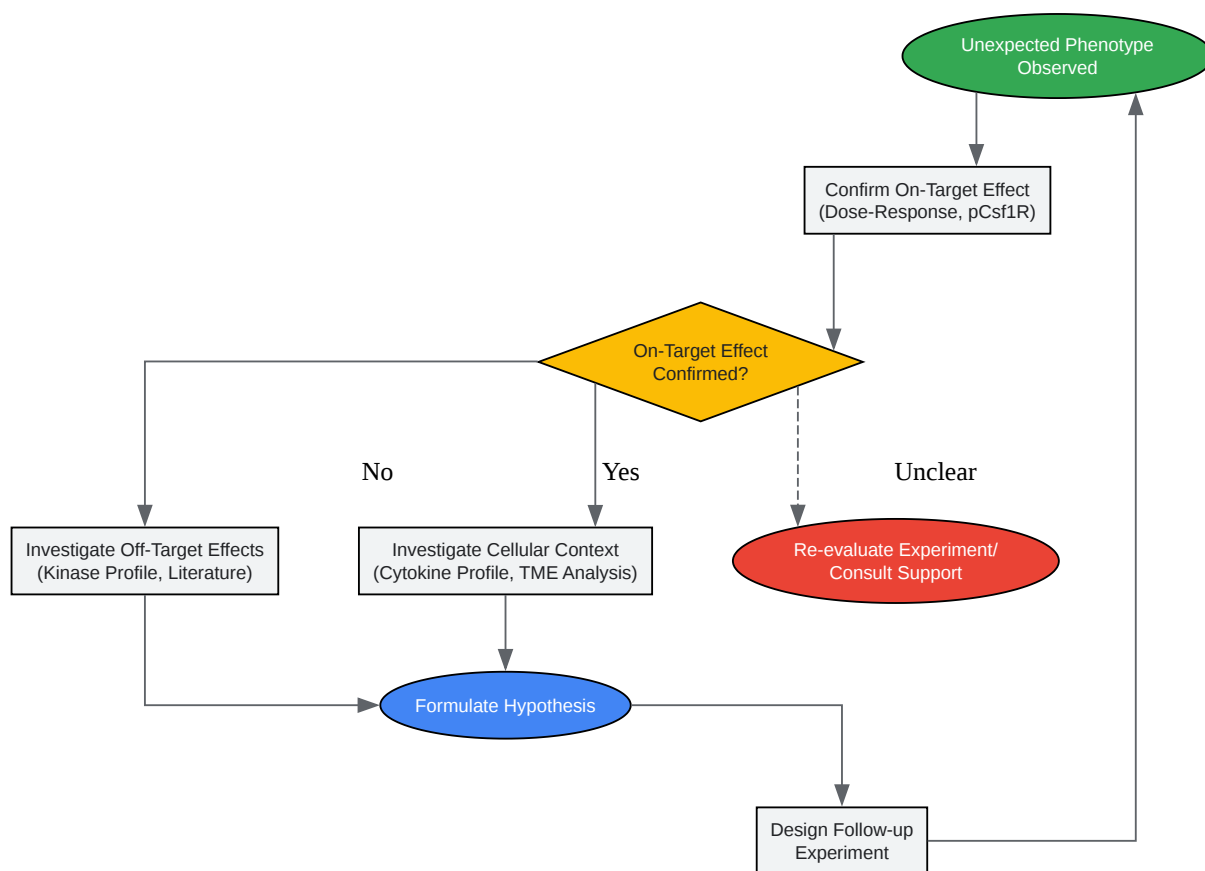 Unexpected Phenotype
Observed
Confirm On-Target Effect
(Dose-Response, pCsf1R)
On-Target Effect
Confirmed?
No
Yes
Unclear
Investigate Off-Target Effects
(Kinase Profile, Literature)
Investigate Cellular Context
(Cytokine Profile, TME Analysis)
Re-evaluate Experiment/
Consult Support
Formulate Hypothesis
Design Follow-up
Experiment